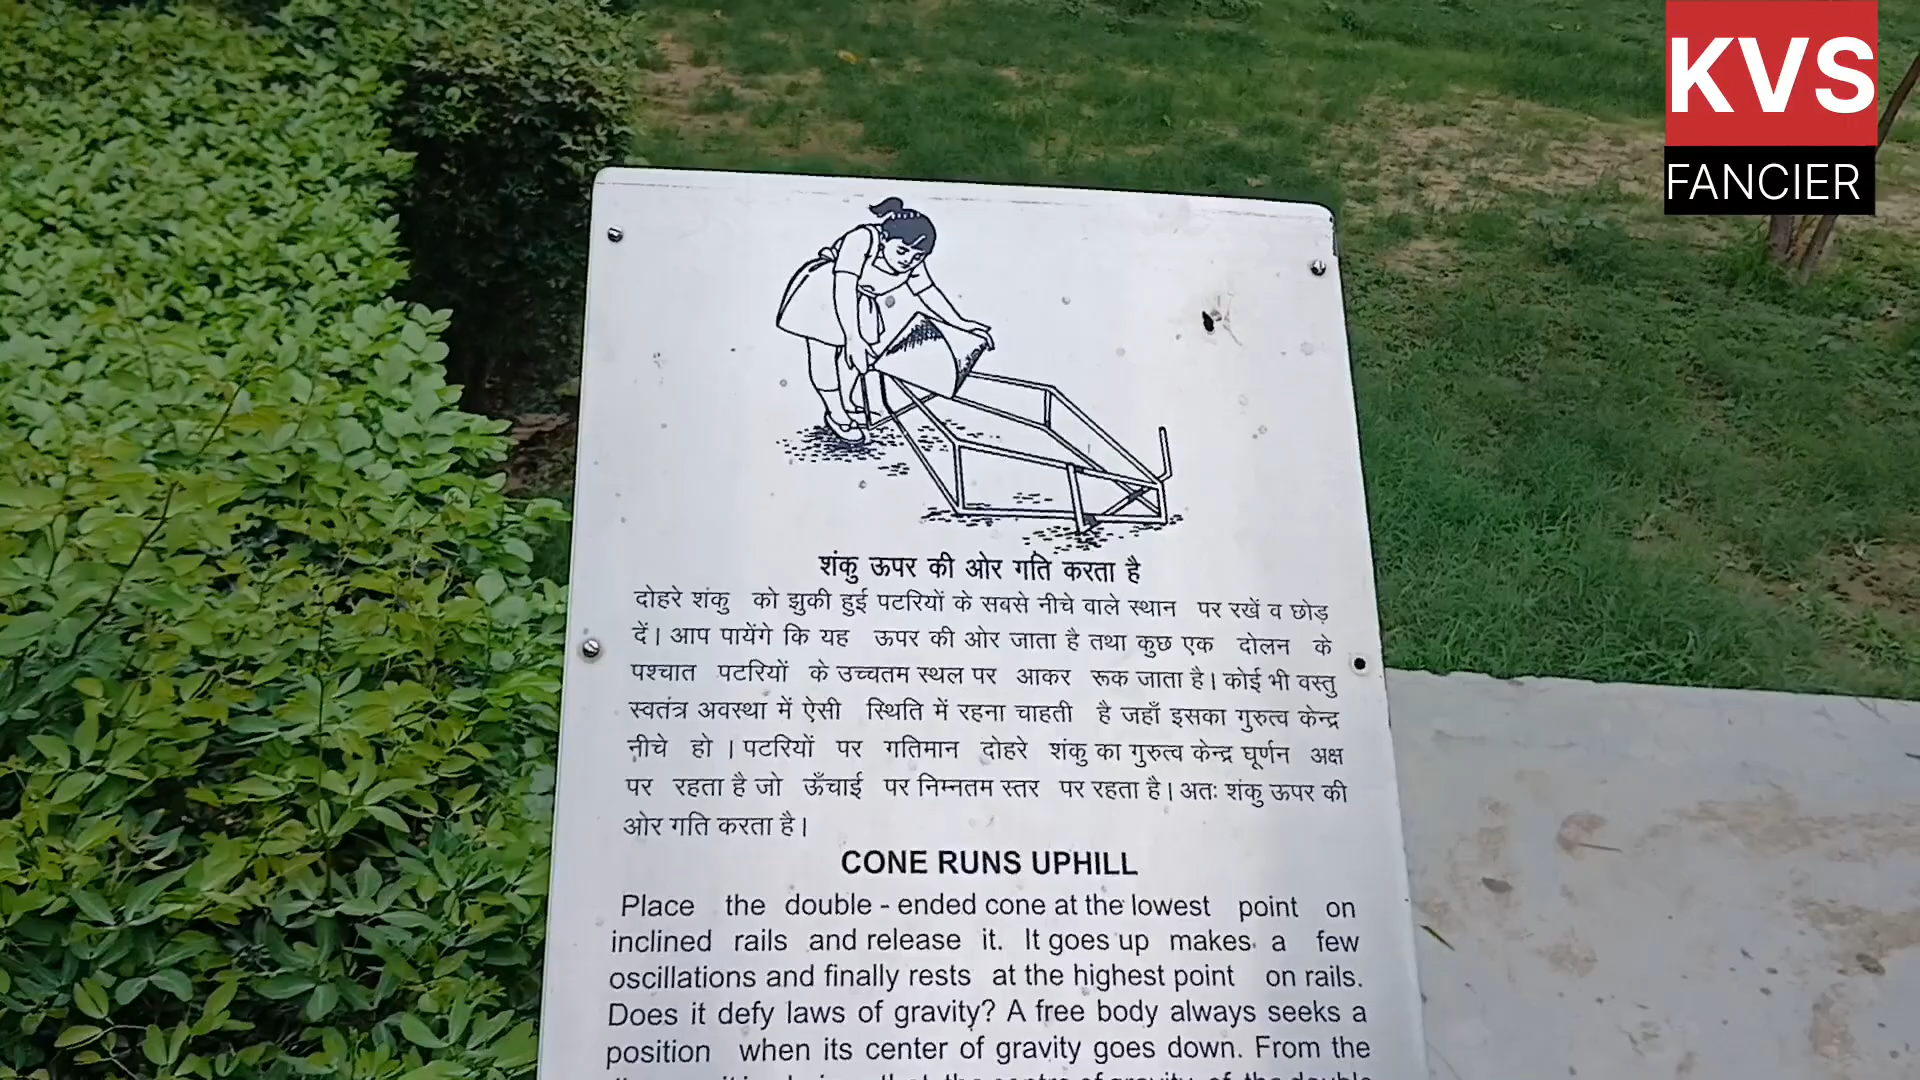 KVS
FANCIER
शंकु ऊपर की ओर गति करता है
दोहरे शंकु को झुकी हुई पटरियों के सबसे नीचे वाले स्थान पर रखें व छोड़
दें। आप पायेंगे कि यह ऊपर की ओर जाता है तथा कुछ एक दोलन के
पश्चात पटरियों के उच्चतम स्थल पर आकर रूक जाता है। कोई भी वस्तु
स्वतंत्र अवस्था में ऐसी स्थिति में रहना चाहती है जहाँ इसका गुरुत्व केन्द्र
नीचे हो । पटरियों पर गतिमान दोहरे शंकु का गुरुत्व केन्द्र घूर्णन अक्ष
पर रहता है जो ऊँचाई पर निम्नतम स्तर पर रहता है। अतः शंकु ऊपर की
ओर गति करता है।
CONE RUNS UPHILL
Place the double - ended cone at the lowest point on
inclined rails and release it. It goes up makes a few
oscillations and finally rests at the highest point on rails.
Does it defy laws of gravity? A free body always seeks a
position when its center of gravity goes down. From the